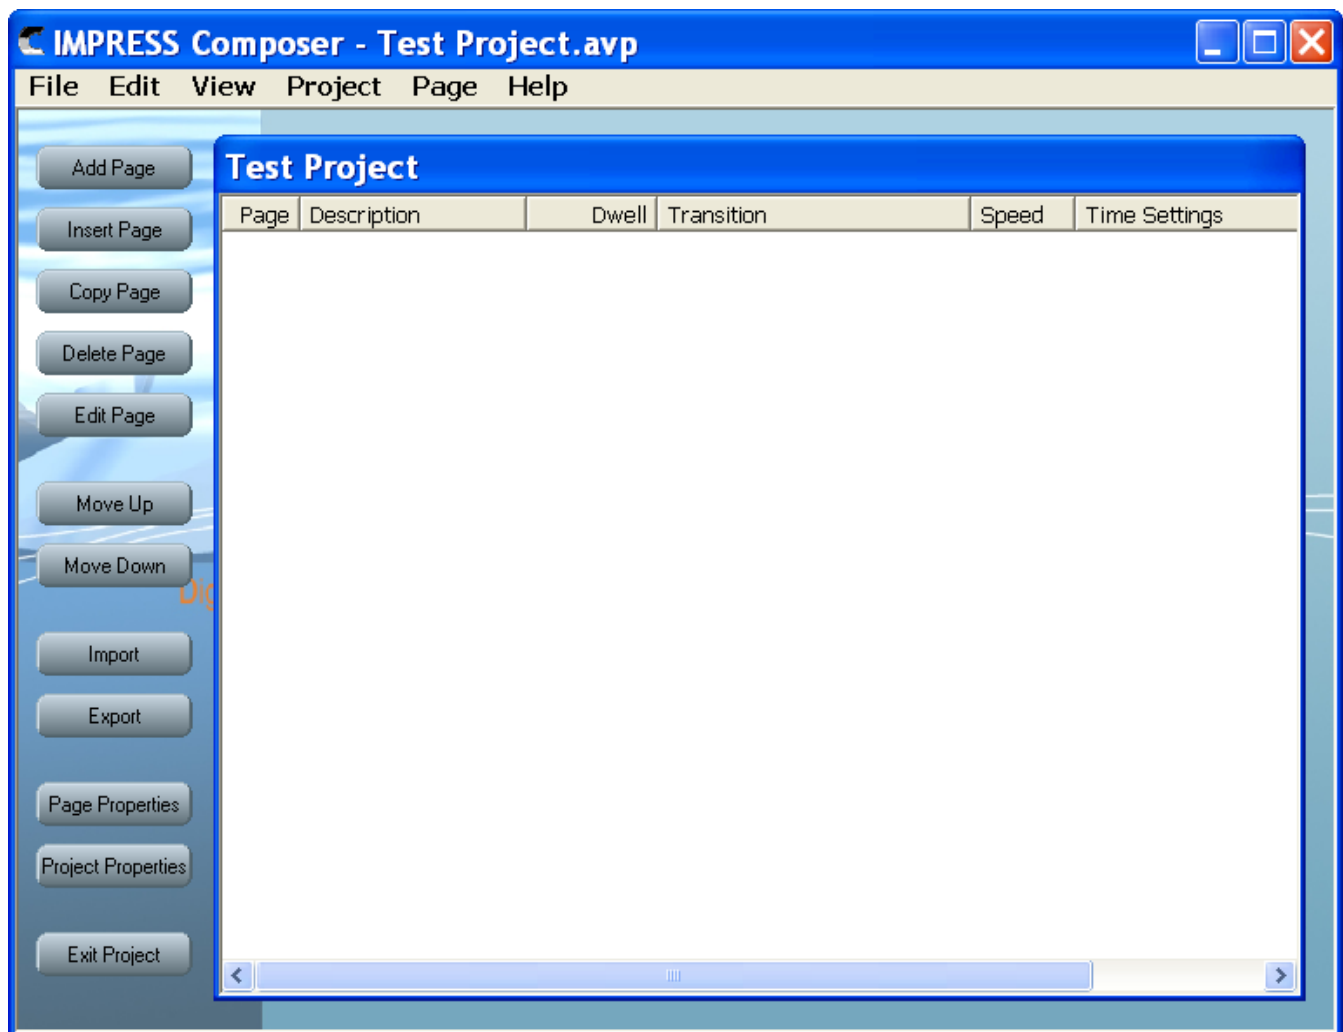 IMPRESS Composer - Test Project.avp
File Edit View Project Page Help
Add Page
Insert Page
Copy Page
Delete Page
Edit Page
Move Up
Move Down
Import
Export
Page Properties
Project Properties
Exit Project
Test Project
Page Description Dwell Transition Speed Time Settings